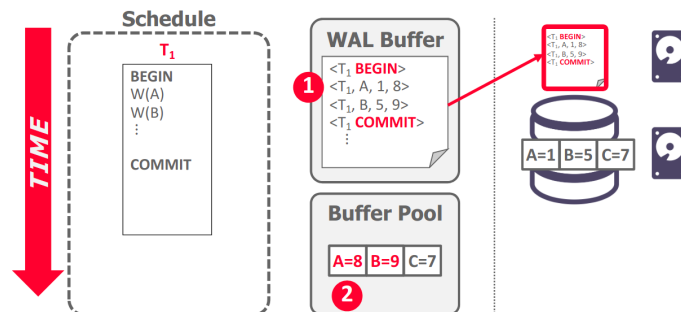 Schedule
TIME
T1
BEGIN
W(A)
W(B)
⋮
COMMIT
WAL Buffer
1
<T1 BEGIN>
<T1, A, 1, 8>
<T1, B, 5, 9>
<T1 COMMIT>
⋮
Buffer Pool
A=8 B=9 C=7
2
<T1 BEGIN>
<T1, A, 1, 8>
<T1, B, 5, 9>
<T1 COMMIT>
A=1 B=5 C=7